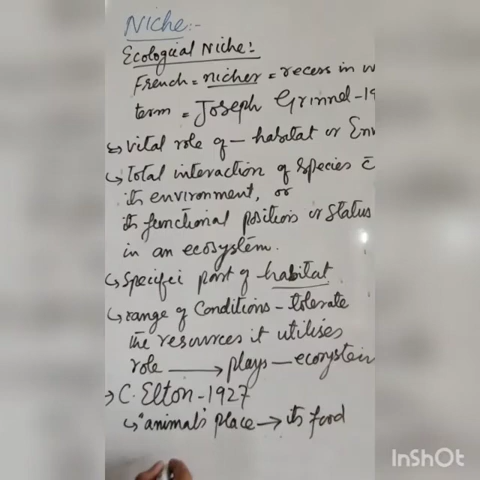 Niche:-
Ecological Niche:
French = nicher = recess in w
term = Joseph Grinnel-19
vital role of - habitat or Env
Total interaction of species c̄
its environment, or
its functional position or status
in an ecosystem.
Specific part of habitat
range of conditions - tolerate
the resources it utilises
role → plays - ecosystem
C. Elton-1927
"animal's place → its food
InShOt